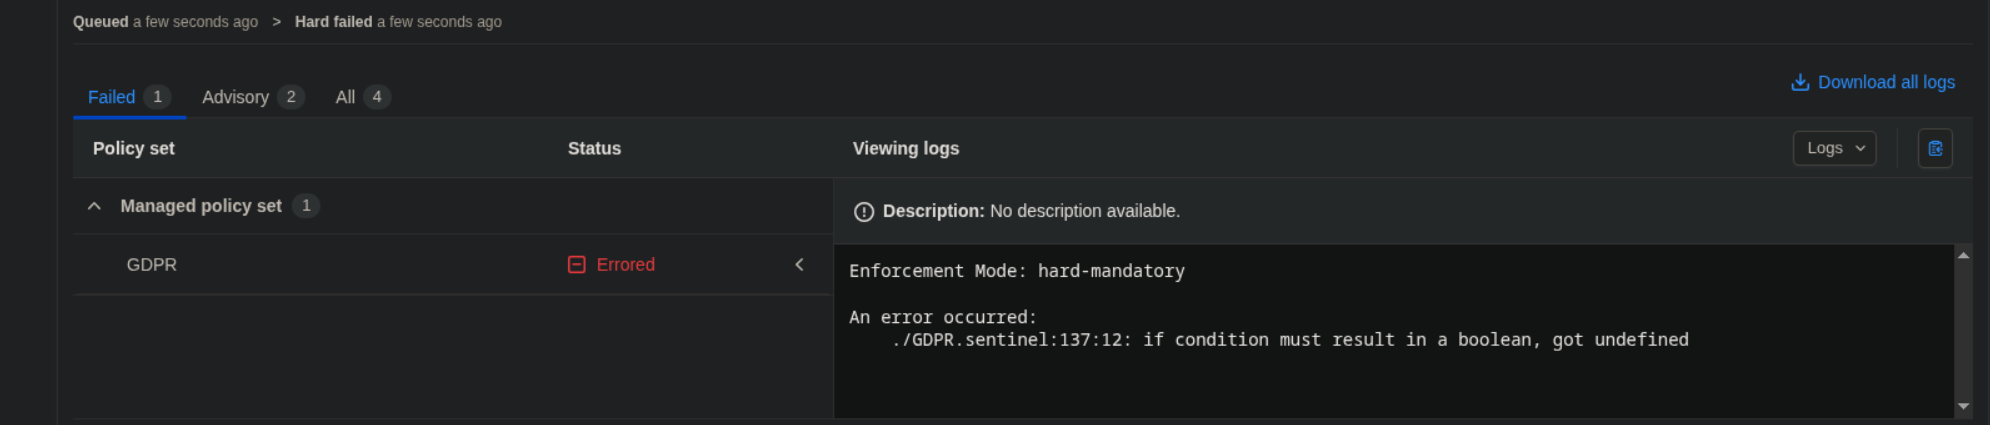 Queued a few seconds ago > Hard failed a few seconds ago
Download all logs
Failed 1 Advisory 2 All 4
Policy set Status Viewing logs Logs
Managed policy set 1
Description: No description available.
GDPR Errored
Enforcement Mode: hard-mandatory
An error occurred:
./GDPR.sentinel:137:12: if condition must result in a boolean, got undefined